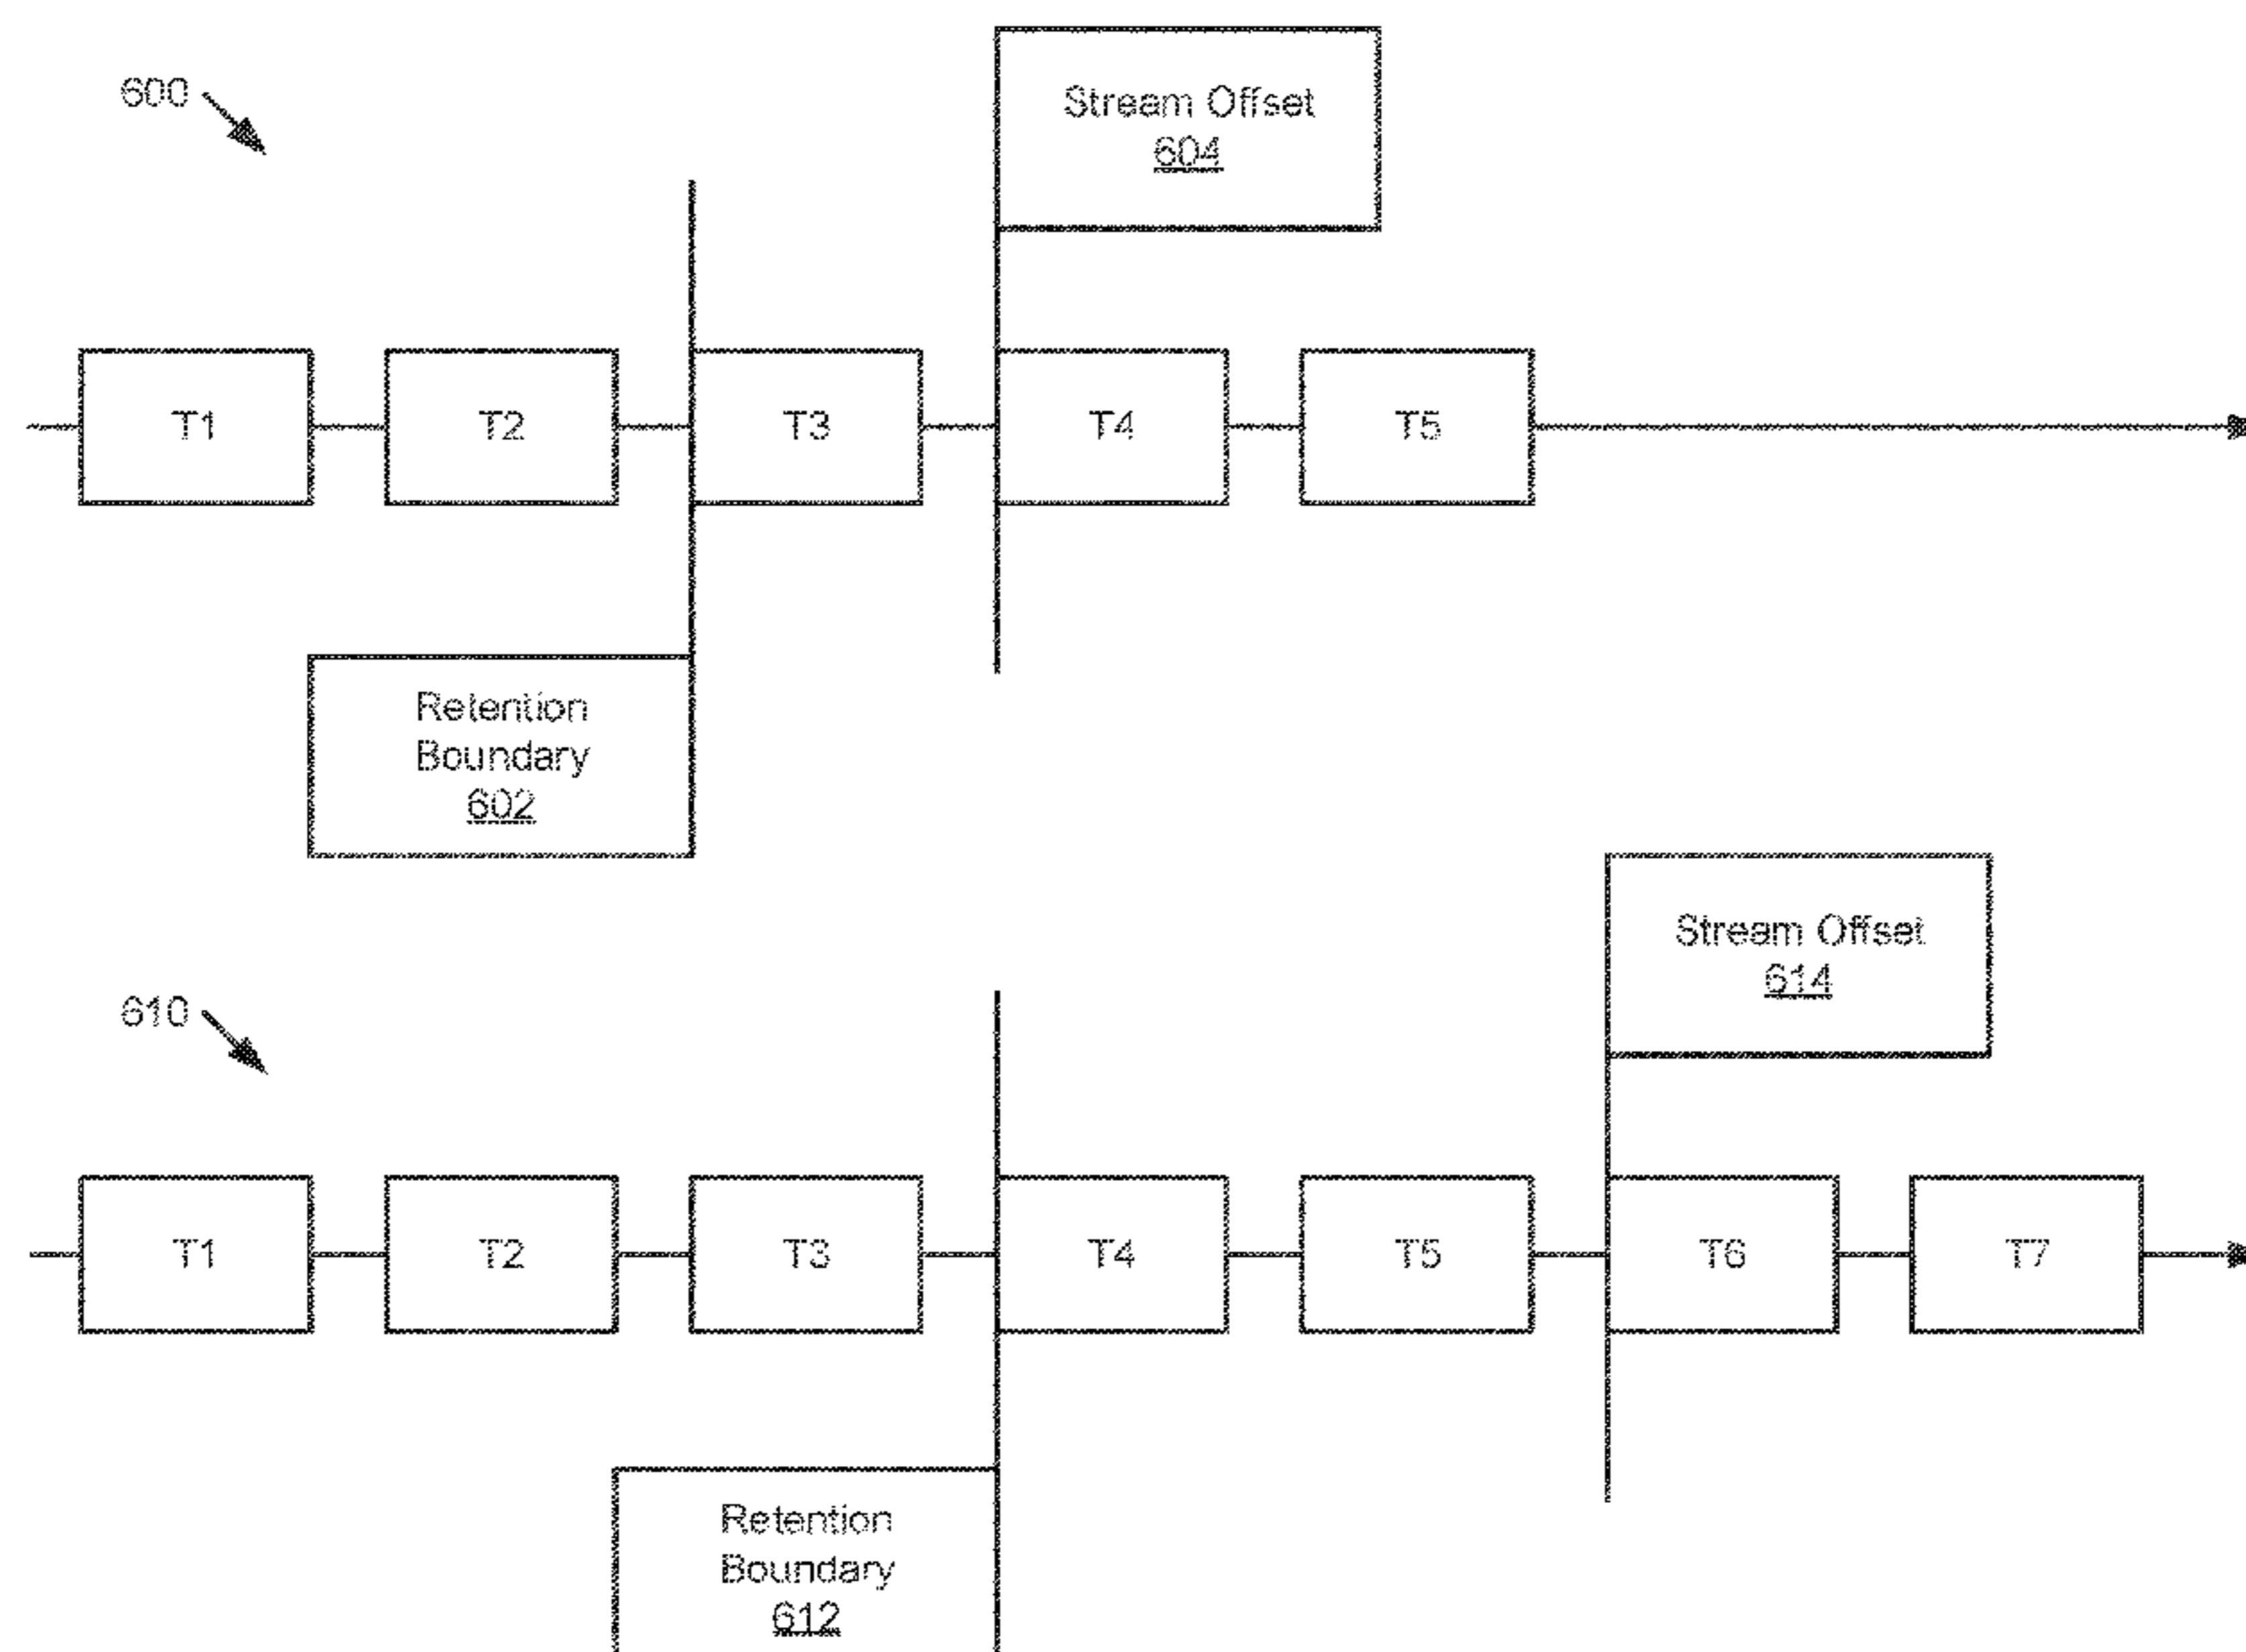 600
Stream Offset
604
T1
T2
T3
T4
T5
Retention
Boundary
602
Stream Offset
614
610
T1
T2
T3
T4
T5
T6
T7
Retention
Boundary
612